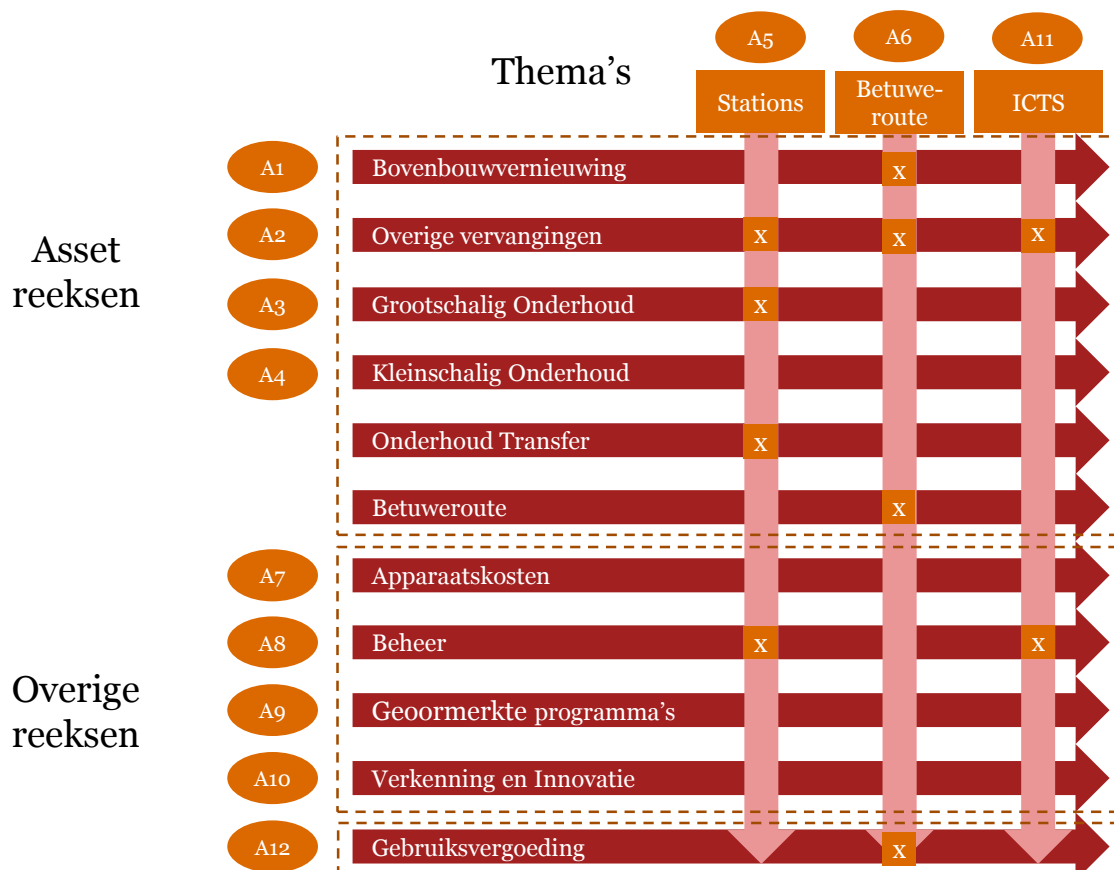 A5
A6
A11
Thema's
Stations
Betuwe-
route
ICTS
A1
Bovenbouwvernieuwing
x
A2
Overige vervangingen
x
x
x
Asset
reeksen
A3
Grootschalig Onderhoud
x
A4
Kleinschalig Onderhoud
Onderhoud Transfer
x
Betuweroute
x
A7
Apparaatskosten
A8
Beheer
x
x
Overige
reeksen
A9
Geoormerkte programma's
A10
Verkenning en Innovatie
A12
Gebruiksvergoeding
x